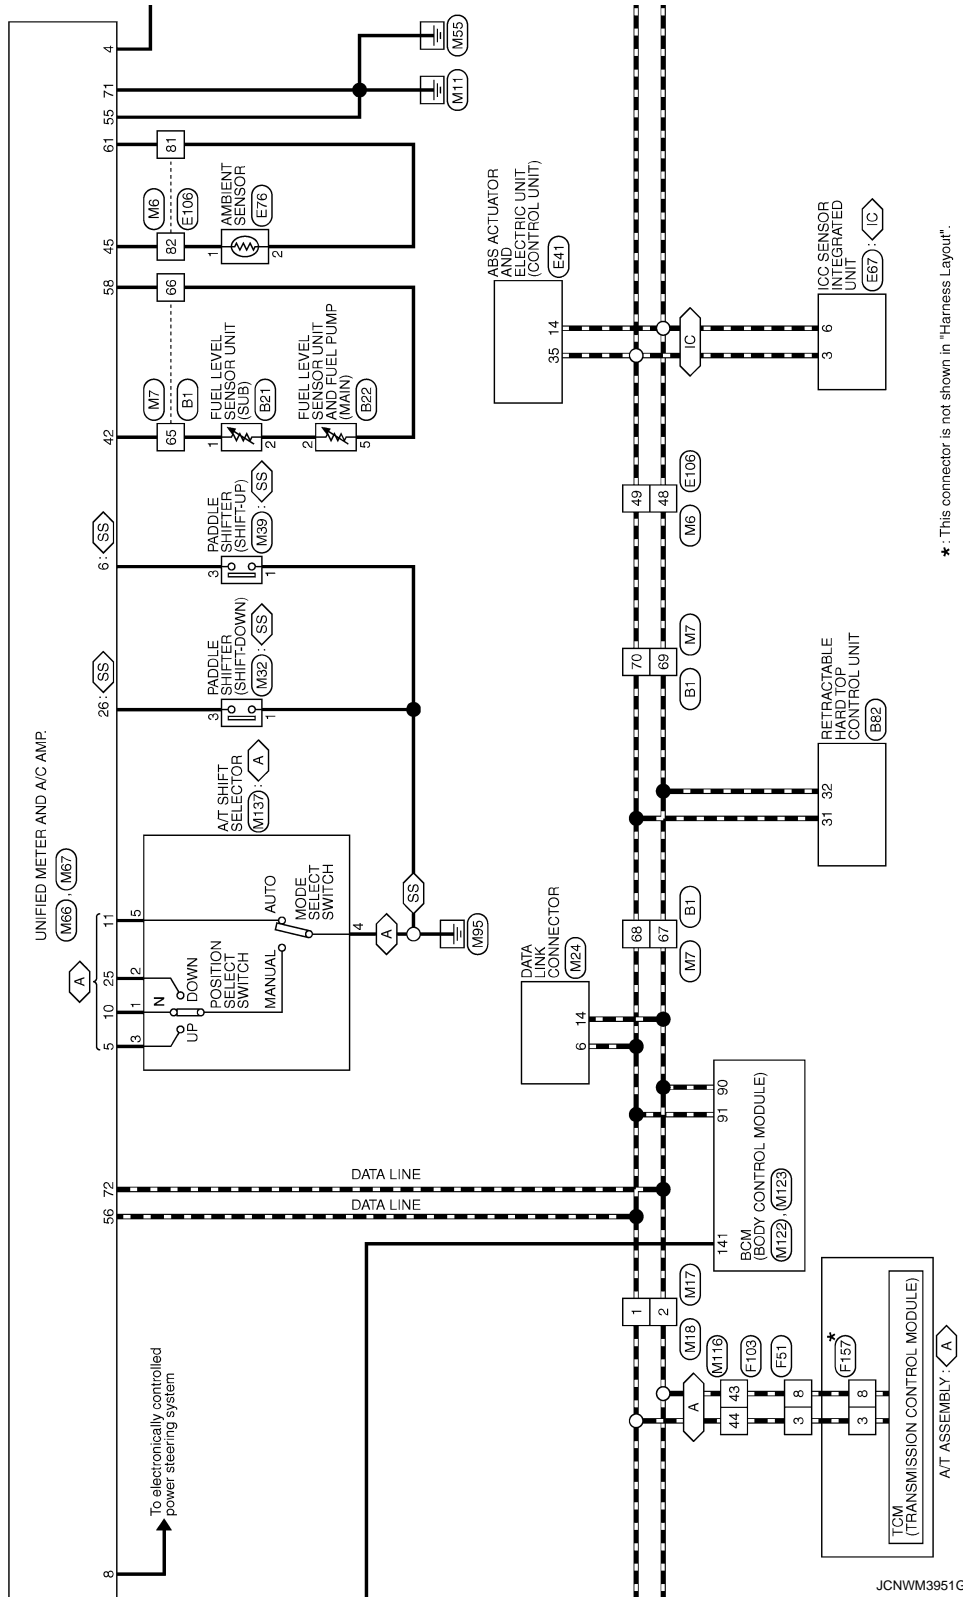 UNIFIED METER AND A/C AMP.
M66 , M67
8
To electronically controlled
power steering system
56
72
DATA LINE
DATA LINE
A
5
10
25
11
3
1
2
5
UP
N
DOWN
POSITION
SELECT
SWITCH
MANUAL
AUTO
MODE
SELECT
SWITCH
A/T SHIFT
SELECTOR
M137 : A
4
A
SS
M95
26 : SS
3
1
PADDLE
SHIFTER
(SHIFT-DOWN)
M32 : SS
6 : SS
3
1
PADDLE
SHIFTER
(SHIFT-UP)
M39 : SS
42
65
M7
B1
1
2
FUEL LEVEL
SENSOR UNIT
(SUB)
B21
2
5
FUEL LEVEL
SENSOR UNIT
AND FUEL PUMP
(MAIN)
B22
58
66
45
82
M6
E106
1
2
AMBIENT
SENSOR
E76
61
81
55
71
4
M11
M55
141
91
90
BCM
(BODY CONTROL MODULE)
M122 , M123
1
2
M18
M17
A
M116
44
43
F103
F51
3
8
*
F157
3
8
TCM
(TRANSMISSION CONTROL MODULE)
A/T ASSEMBLY : A
DATA
LINK
CONNECTOR
M24
6
14
68
67
M7
B1
31
32
RETRACTABLE
HARD TOP
CONTROL UNIT
B82
70
69
B1
M7
49
48
M6
E106
ABS ACTUATOR
AND
ELECTRIC UNIT
(CONTROL UNIT)
E41
35
14
IC
3
6
ICC SENSOR
INTEGRATED
UNIT
E67 : IC
* : This connector is not shown in "Harness Layout".
JCNWM3951G